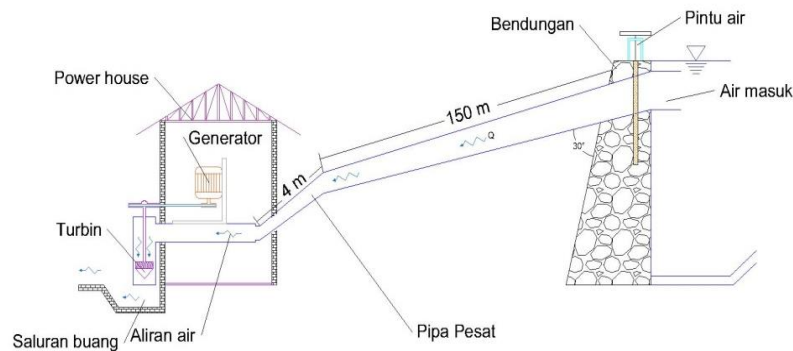 Bendungan
Pintu air
Power house
150 m
Air masuk
Generator
Q
30°
4 m
Turbin
Saluran buang
Aliran air
Pipa Pesat